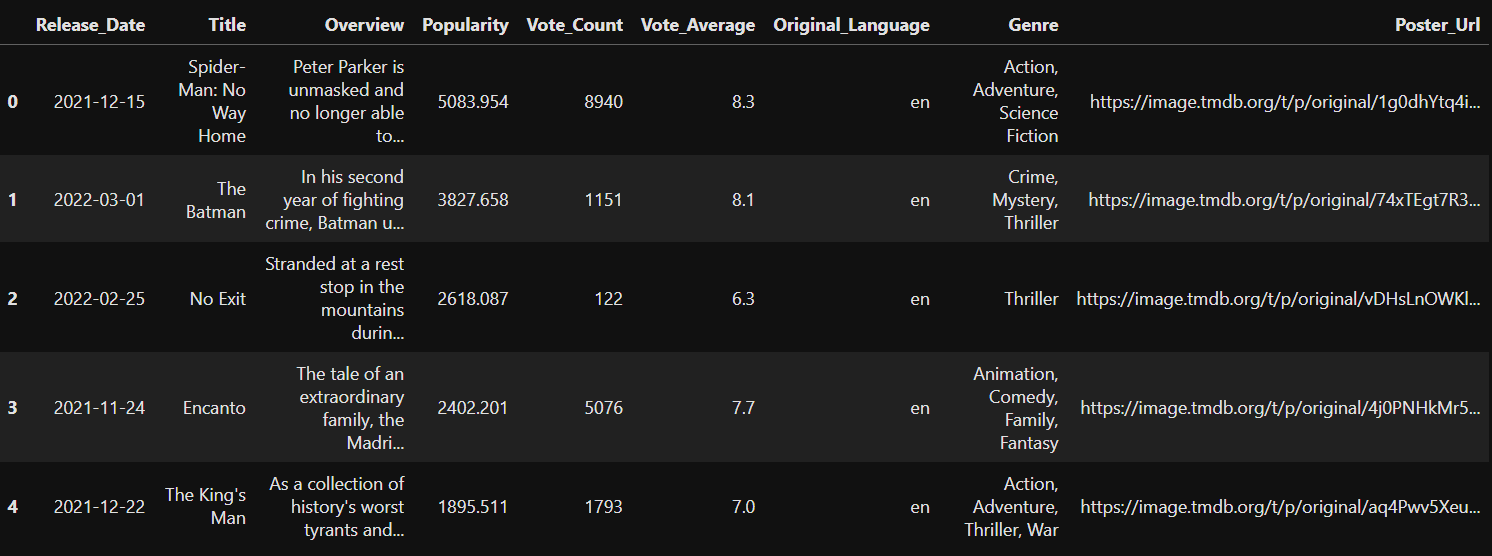 Release_Date Title Overview Popularity Vote_Count Vote_Average Original_Language Genre Poster_Url
0 2021-12-15 Spider-Man: No Way Home Peter Parker is unmasked and no longer able to... 5083.954 8940 8.3 en Action, Adventure, Science Fiction https://image.tmdb.org/t/p/original/1g0dhYtq4i...
1 2022-03-01 The Batman In his second year of fighting crime, Batman u... 3827.658 1151 8.1 en Crime, Mystery, Thriller https://image.tmdb.org/t/p/original/74xTEgt7R3...
2 2022-02-25 No Exit Stranded at a rest stop in the mountains durin... 2618.087 122 6.3 en Thriller https://image.tmdb.org/t/p/original/vDHsLnOWKl...
3 2021-11-24 Encanto The tale of an extraordinary family, the Madri... 2402.201 5076 7.7 en Animation, Comedy, Family, Fantasy https://image.tmdb.org/t/p/original/4j0PNHkMr5...
4 2021-12-22 The King's Man As a collection of history's worst tyrants and... 1895.511 1793 7.0 en Action, Adventure, Thriller, War https://image.tmdb.org/t/p/original/aq4Pwv5Xeu...